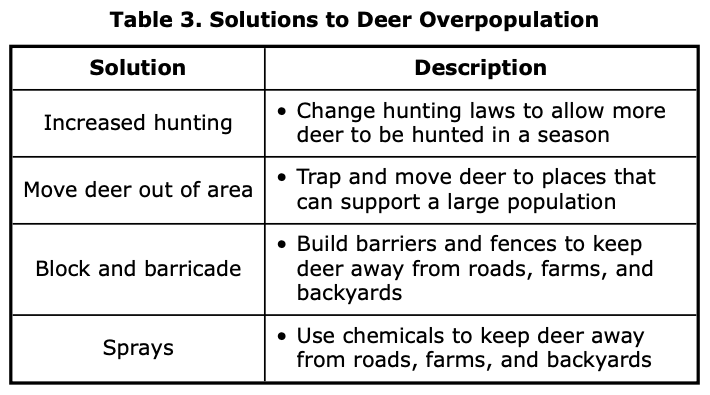 Table 3. Solutions to Deer Overpopulation
Solution
Description
Increased hunting
• Change hunting laws to allow more
deer to be hunted in a season
Move deer out of area
• Trap and move deer to places that
can support a large population
Block and barricade
• Build barriers and fences to keep
deer away from roads, farms, and
backyards
Sprays
• Use chemicals to keep deer away
from roads, farms, and backyards